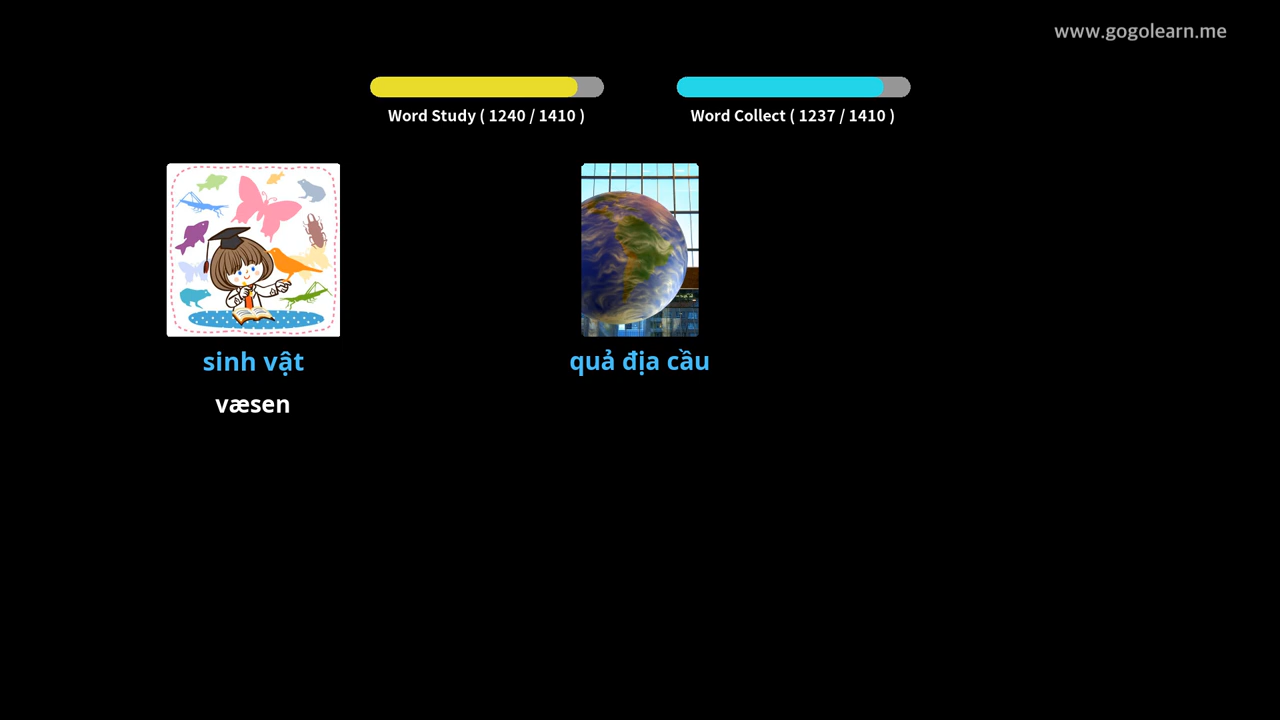 www.gogolearn.me
Word Study ( 1240 / 1410 )
Word Collect ( 1237 / 1410 )
sinh vật
quả địa cầu
væsen